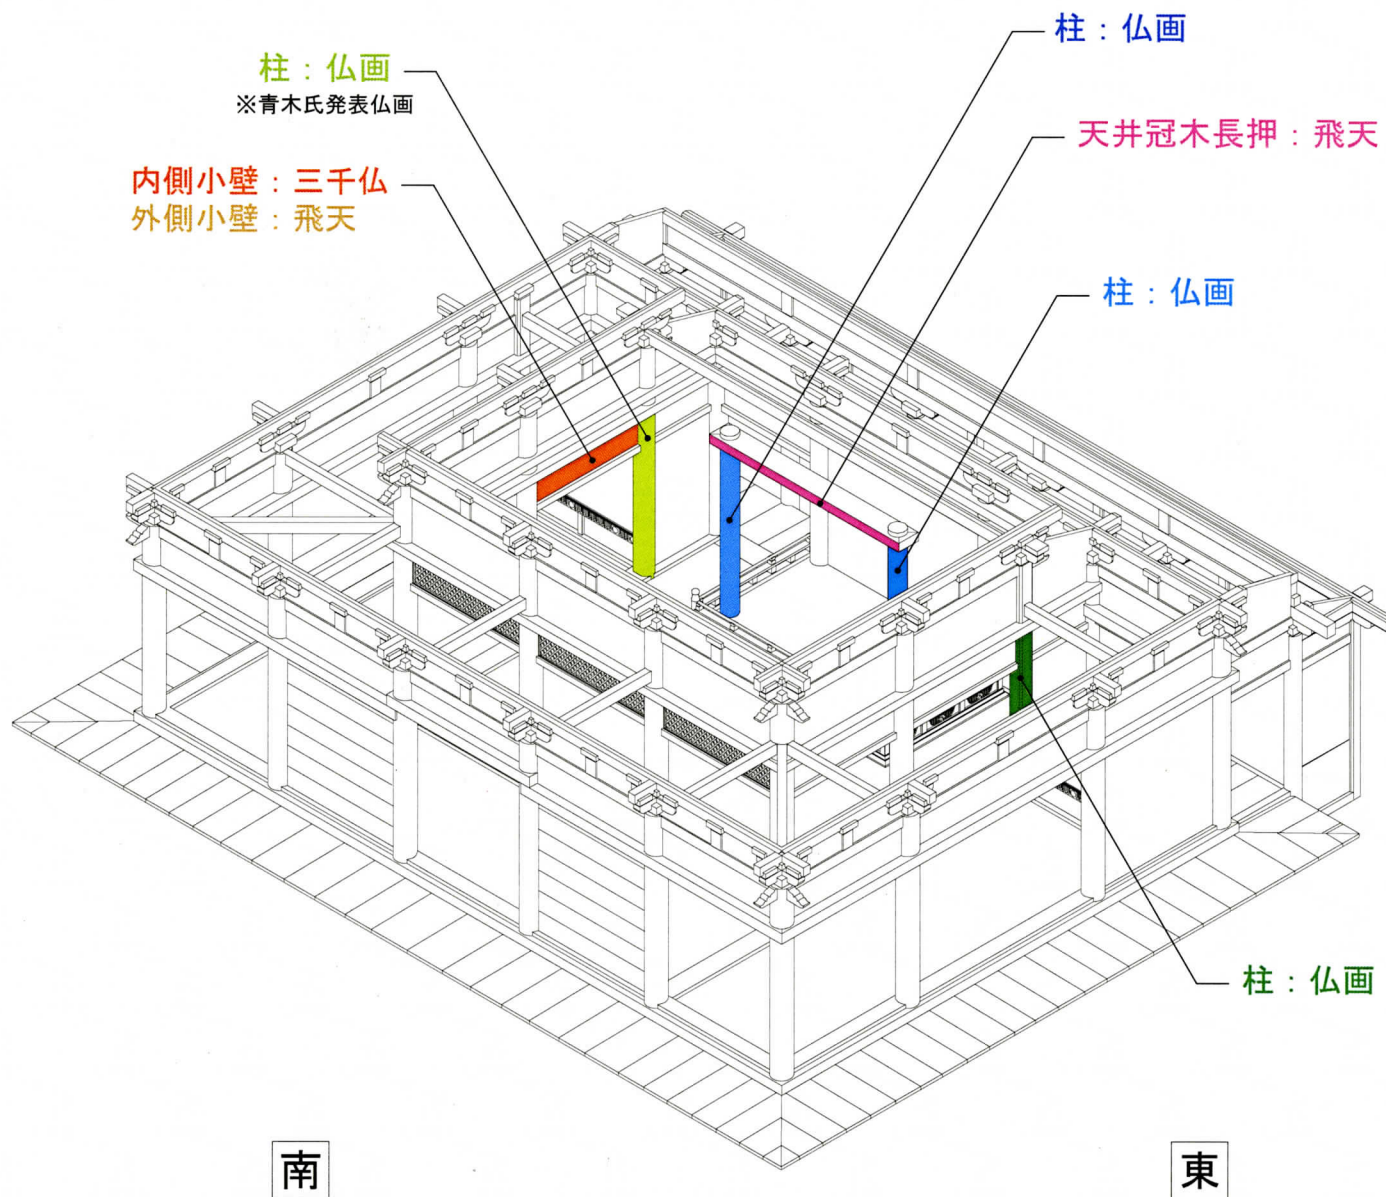 柱：仏画
柱：仏画
※青木氏発表仏画
天井冠木長押：飛天
内側小壁：三千仏
外側小壁：飛天
柱：仏画
柱：仏画
南
東